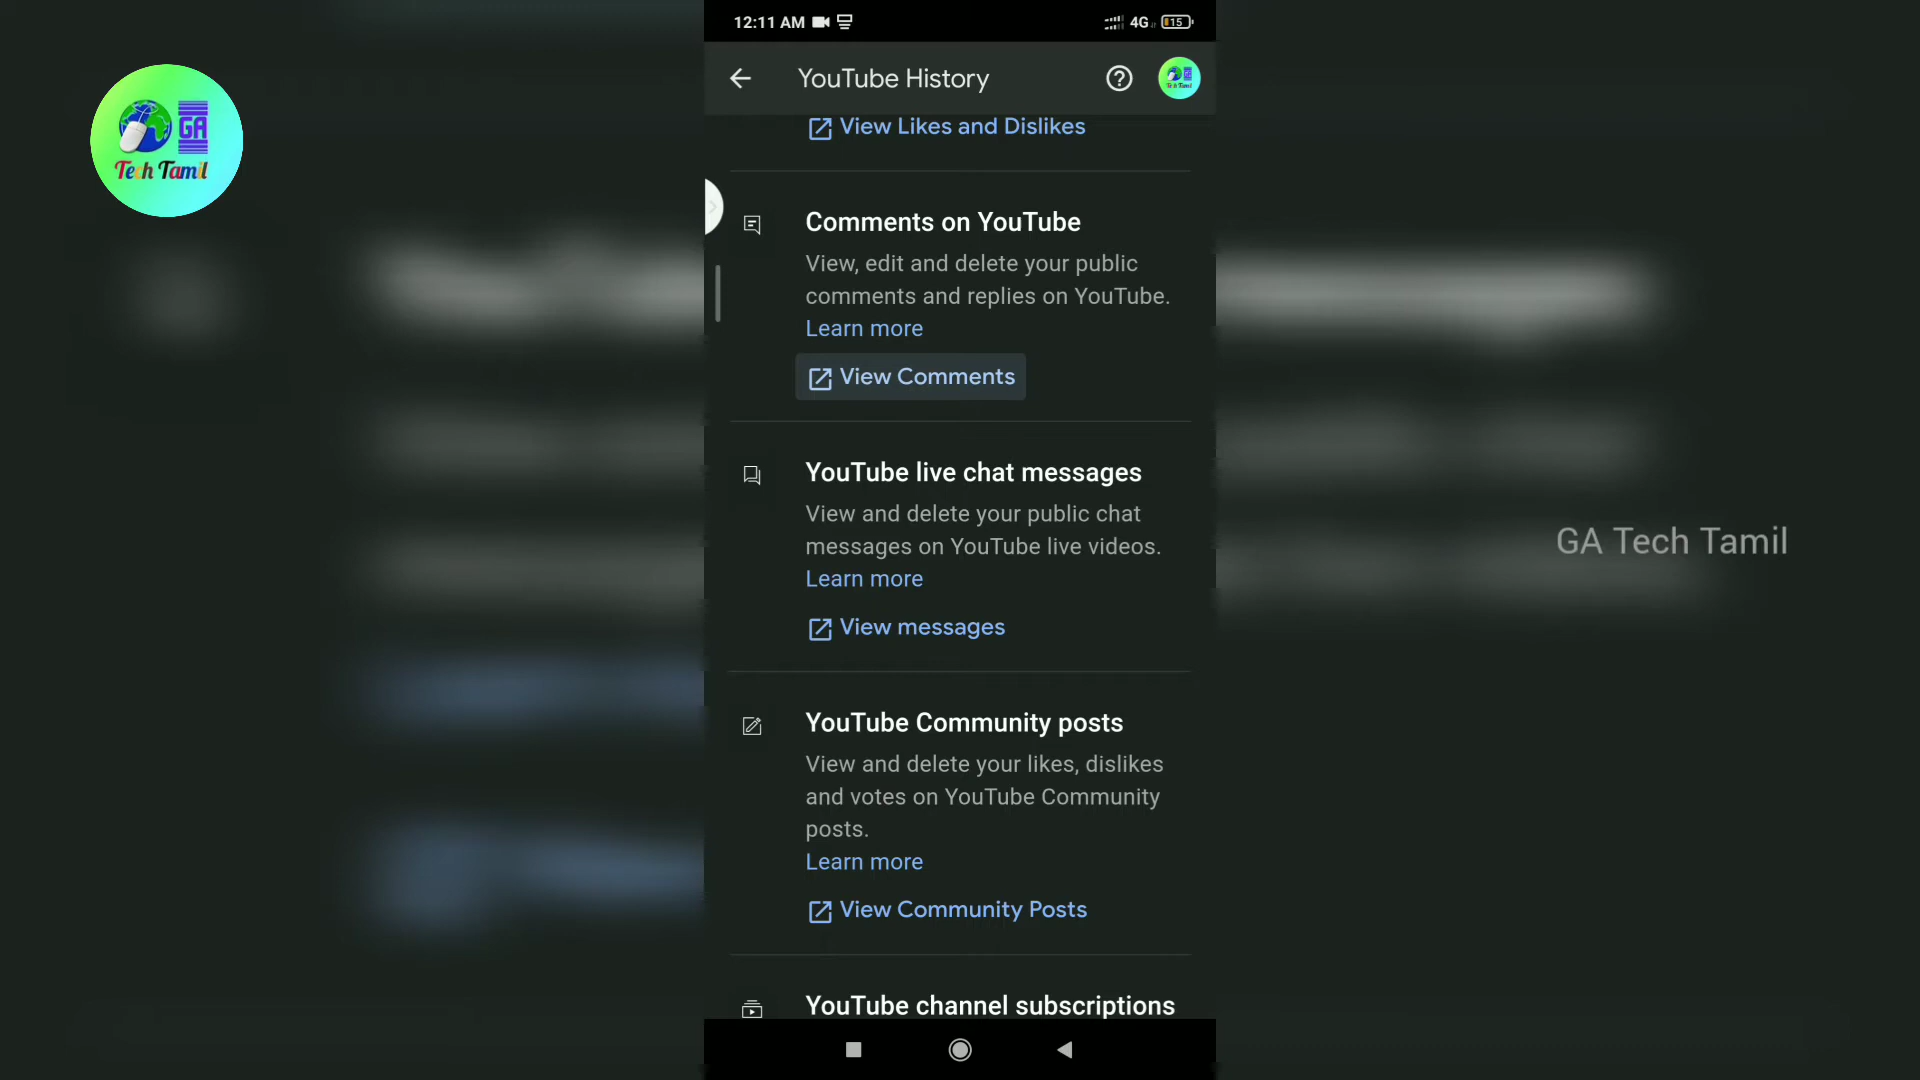 12:11 AM
4G
15
YouTube History
GA
Tech Tamil
View Likes and Dislikes
Comments on YouTube
View, edit and delete your public
comments and replies on YouTube.
Learn more
View Comments
YouTube live chat messages
View and delete your public chat
messages on YouTube live videos.
Learn more
View messages
GA Tech Tamil
YouTube Community posts
View and delete your likes, dislikes
and votes on YouTube Community
posts.
Learn more
View Community Posts
YouTube channel subscriptions